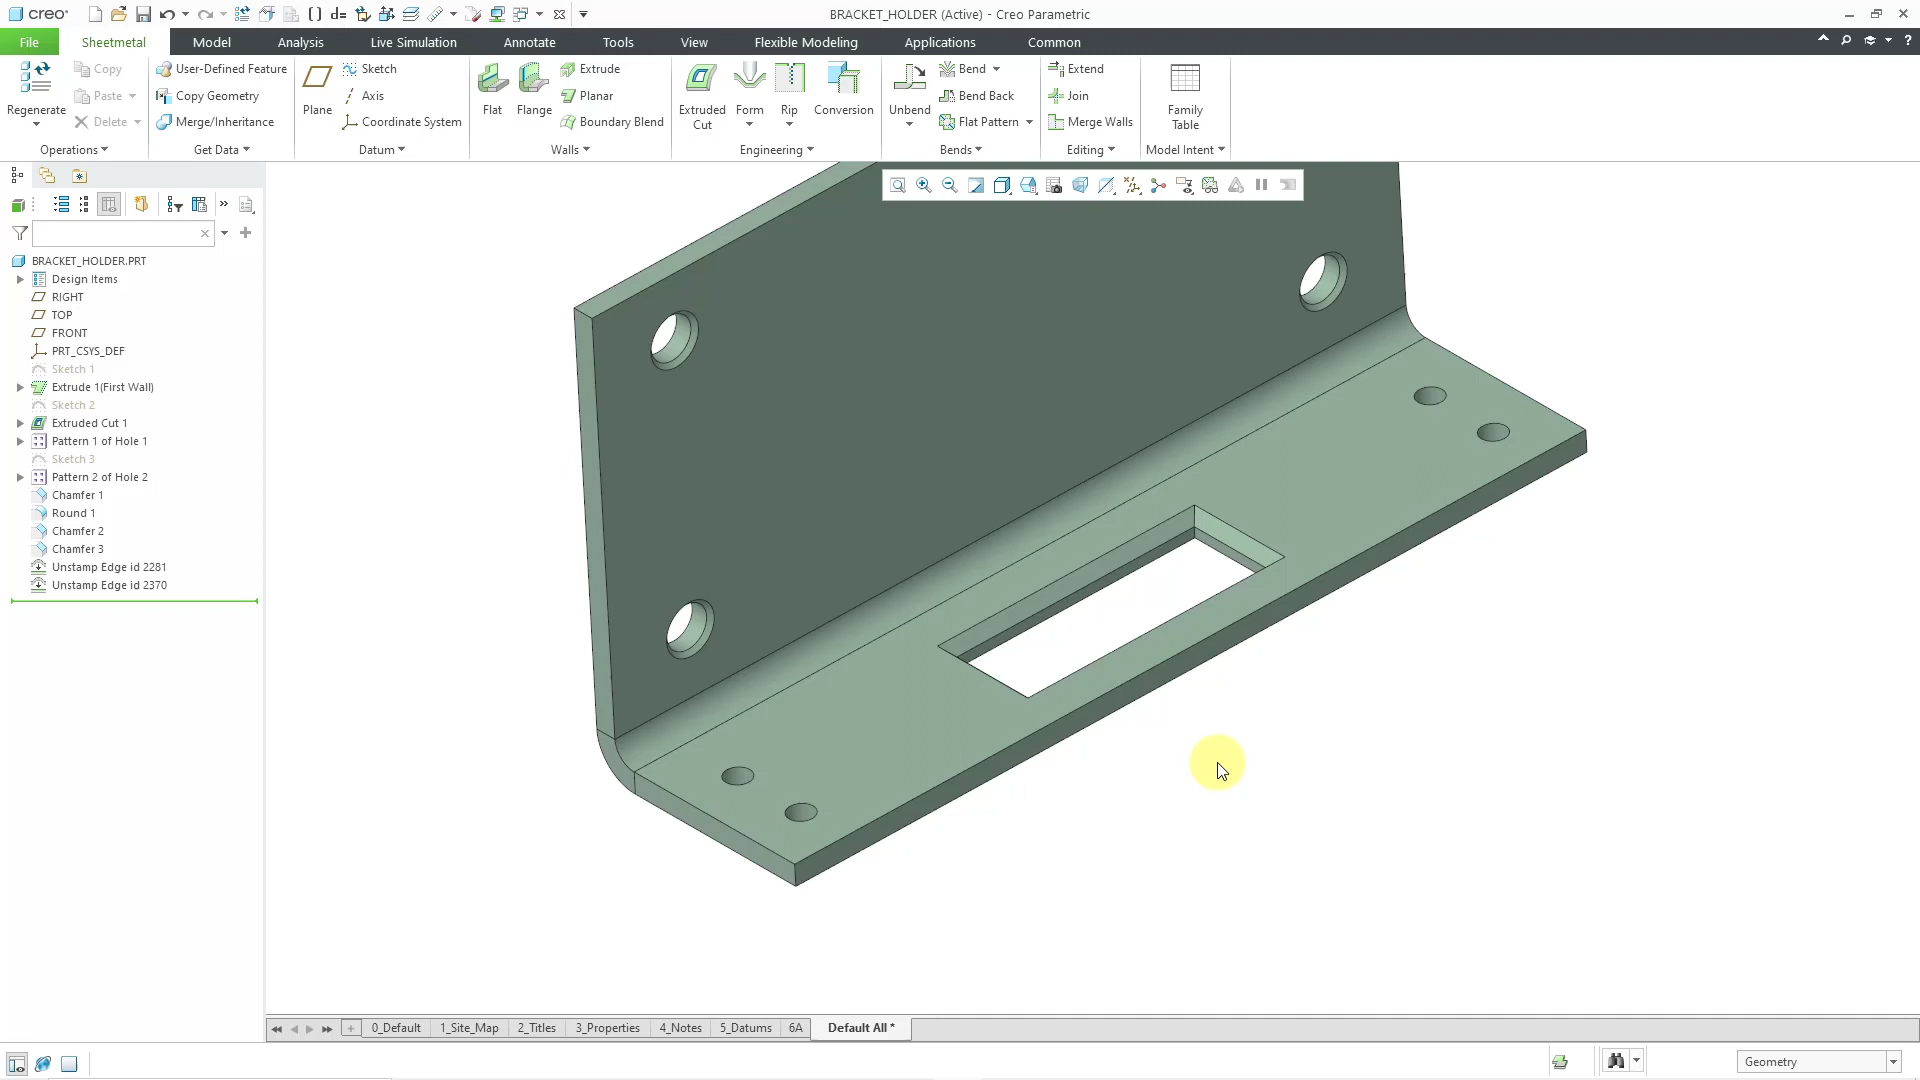 creo
BRACKET_HOLDER (Active) - Creo Parametric
File
Sheetmetal
Model
Analysis
Live Simulation
Annotate
Tools
View
Flexible Modeling
Applications
Common
Regenerate
Copy
Paste
Delete
Operations
User-Defined Feature
Copy Geometry
Merge/Inheritance
Get Data
Plane
Sketch
Axis
Coordinate System
Datum
Flat
Flange
Extrude
Planar
Boundary Blend
Walls
Extruded
Cut
Form
Rip
Conversion
Engineering
Unbend
Bend
Bend Back
Flat Pattern
Bends
Extend
Join
Merge Walls
Editing
Family
Table
Model Intent
BRACKET_HOLDER.PRT
Design Items
RIGHT
TOP
FRONT
PRT_CSYS_DEF
Sketch 1
Extrude 1(First Wall)
Sketch 2
Extruded Cut 1
Pattern 1 of Hole 1
Sketch 3
Pattern 2 of Hole 2
Chamfer 1
Round 1
Chamfer 2
Chamfer 3
Unstamp Edge id 2281
Unstamp Edge id 2370
0_Default
1_Site_Map
2_Titles
3_Properties
4_Notes
5_Datums
6A
Default All *
Geometry